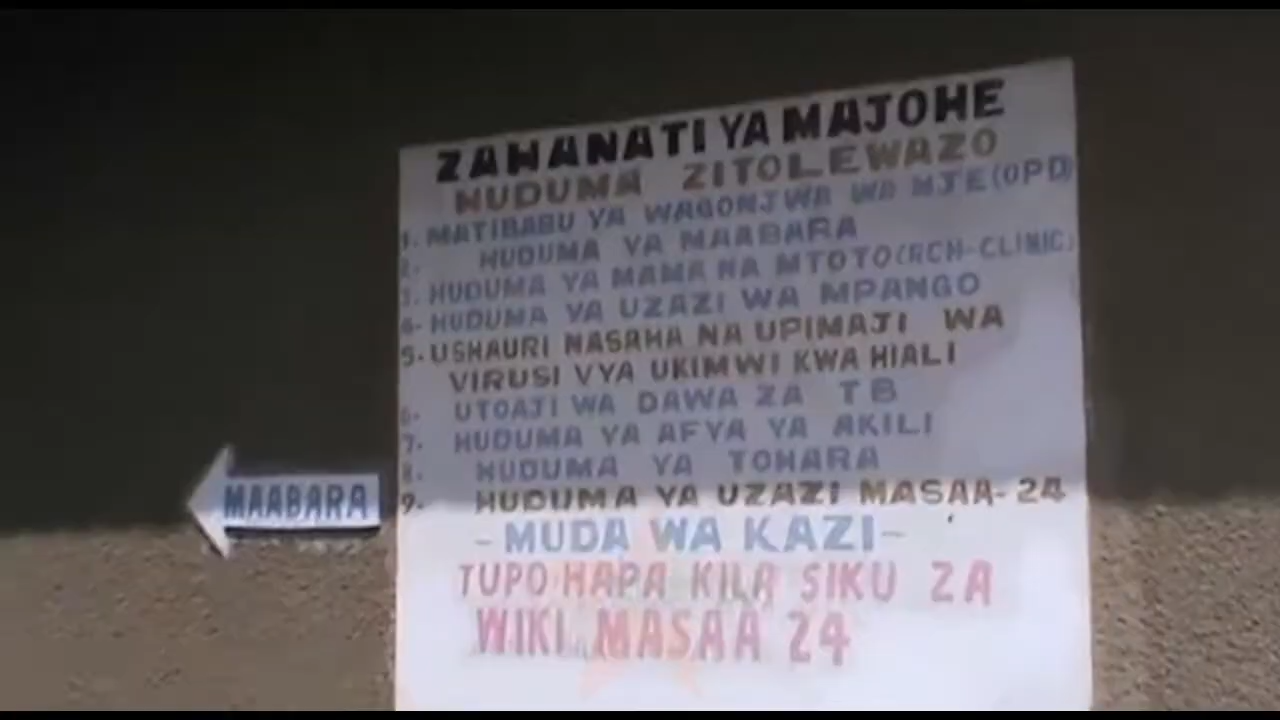 ZAHANATI YA MAJOHE
HUDUMA ZITOLEWAZO
1. MATIBABU YA WAGONJWA WA NJE (OPD)
2. HUDUMA YA MAABARA
3. HUDUMA YA MAMA NA MTOTO (RCH-CLINIC)
4- HUDUMA YA UZAZI WA MPANGO
5. USHAURI NASAHA NA UPIMAJI WA
VIRUSI VYA UKIMWI KWA HIALI
6. UTOAJI WA DAWA ZA TB
7. HUDUMA YA AFYA YA AKILI
8. HUDUMA YA TOHARA
9. HUDUMA YA UZAZI MASAA-24
-MUDA WA KAZI-
TUPO HAPA KILA SIKU ZA
WIKI MASAA 24
MAABARA